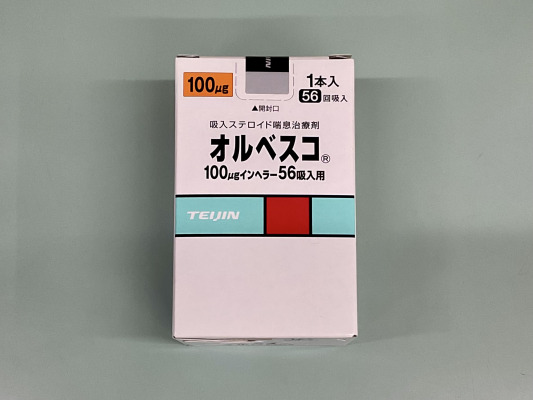 100μg
1本入
56回吸入
▲開封口
吸入ステロイド喘息治療剤
オルベスコ®
100μgインヘラー56吸入用
TEIJIN